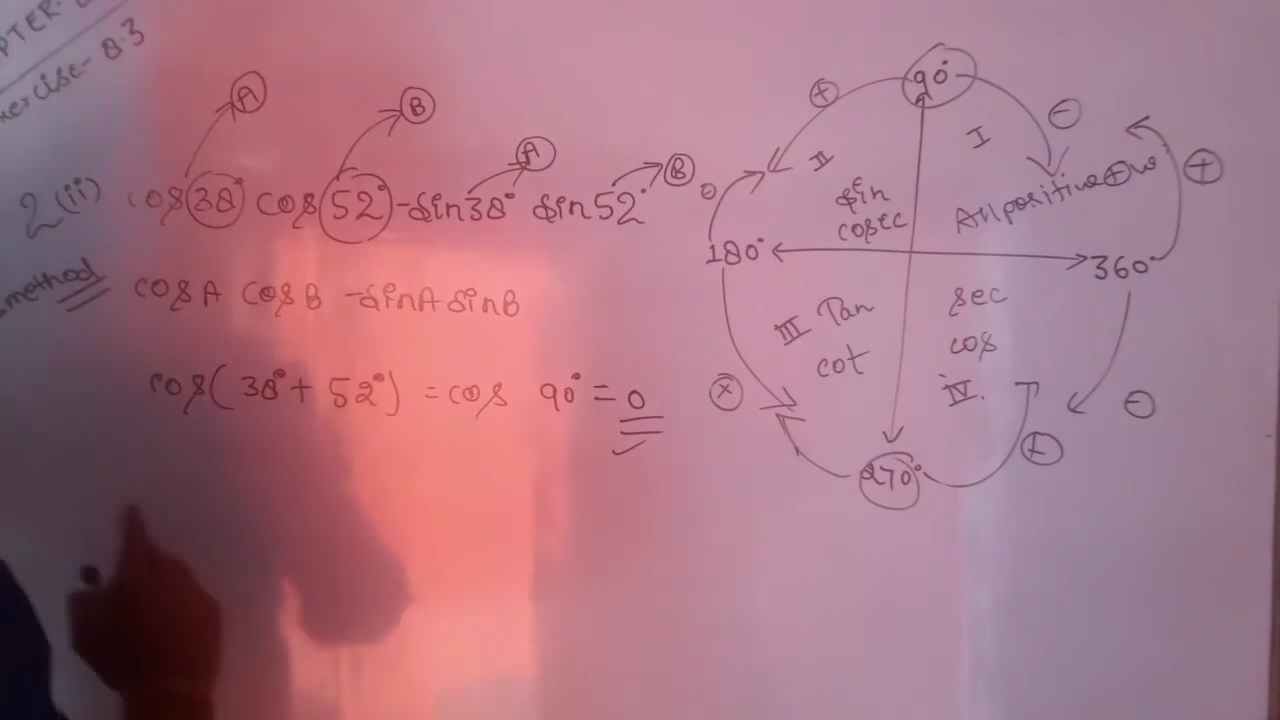 Exercise- 8.3
A
B
A
B
2(ii) cos 38° cos 52° - sin 38° sin 52°
method
cos A cos B - sin A sin B
cos(38° + 52°) = cos 90° = 0
90°
+
-
I
II
+
sin
cosec
All positive + ve
180°
360°
III Tan
cot
sec
cos
IV.
-
+
270°